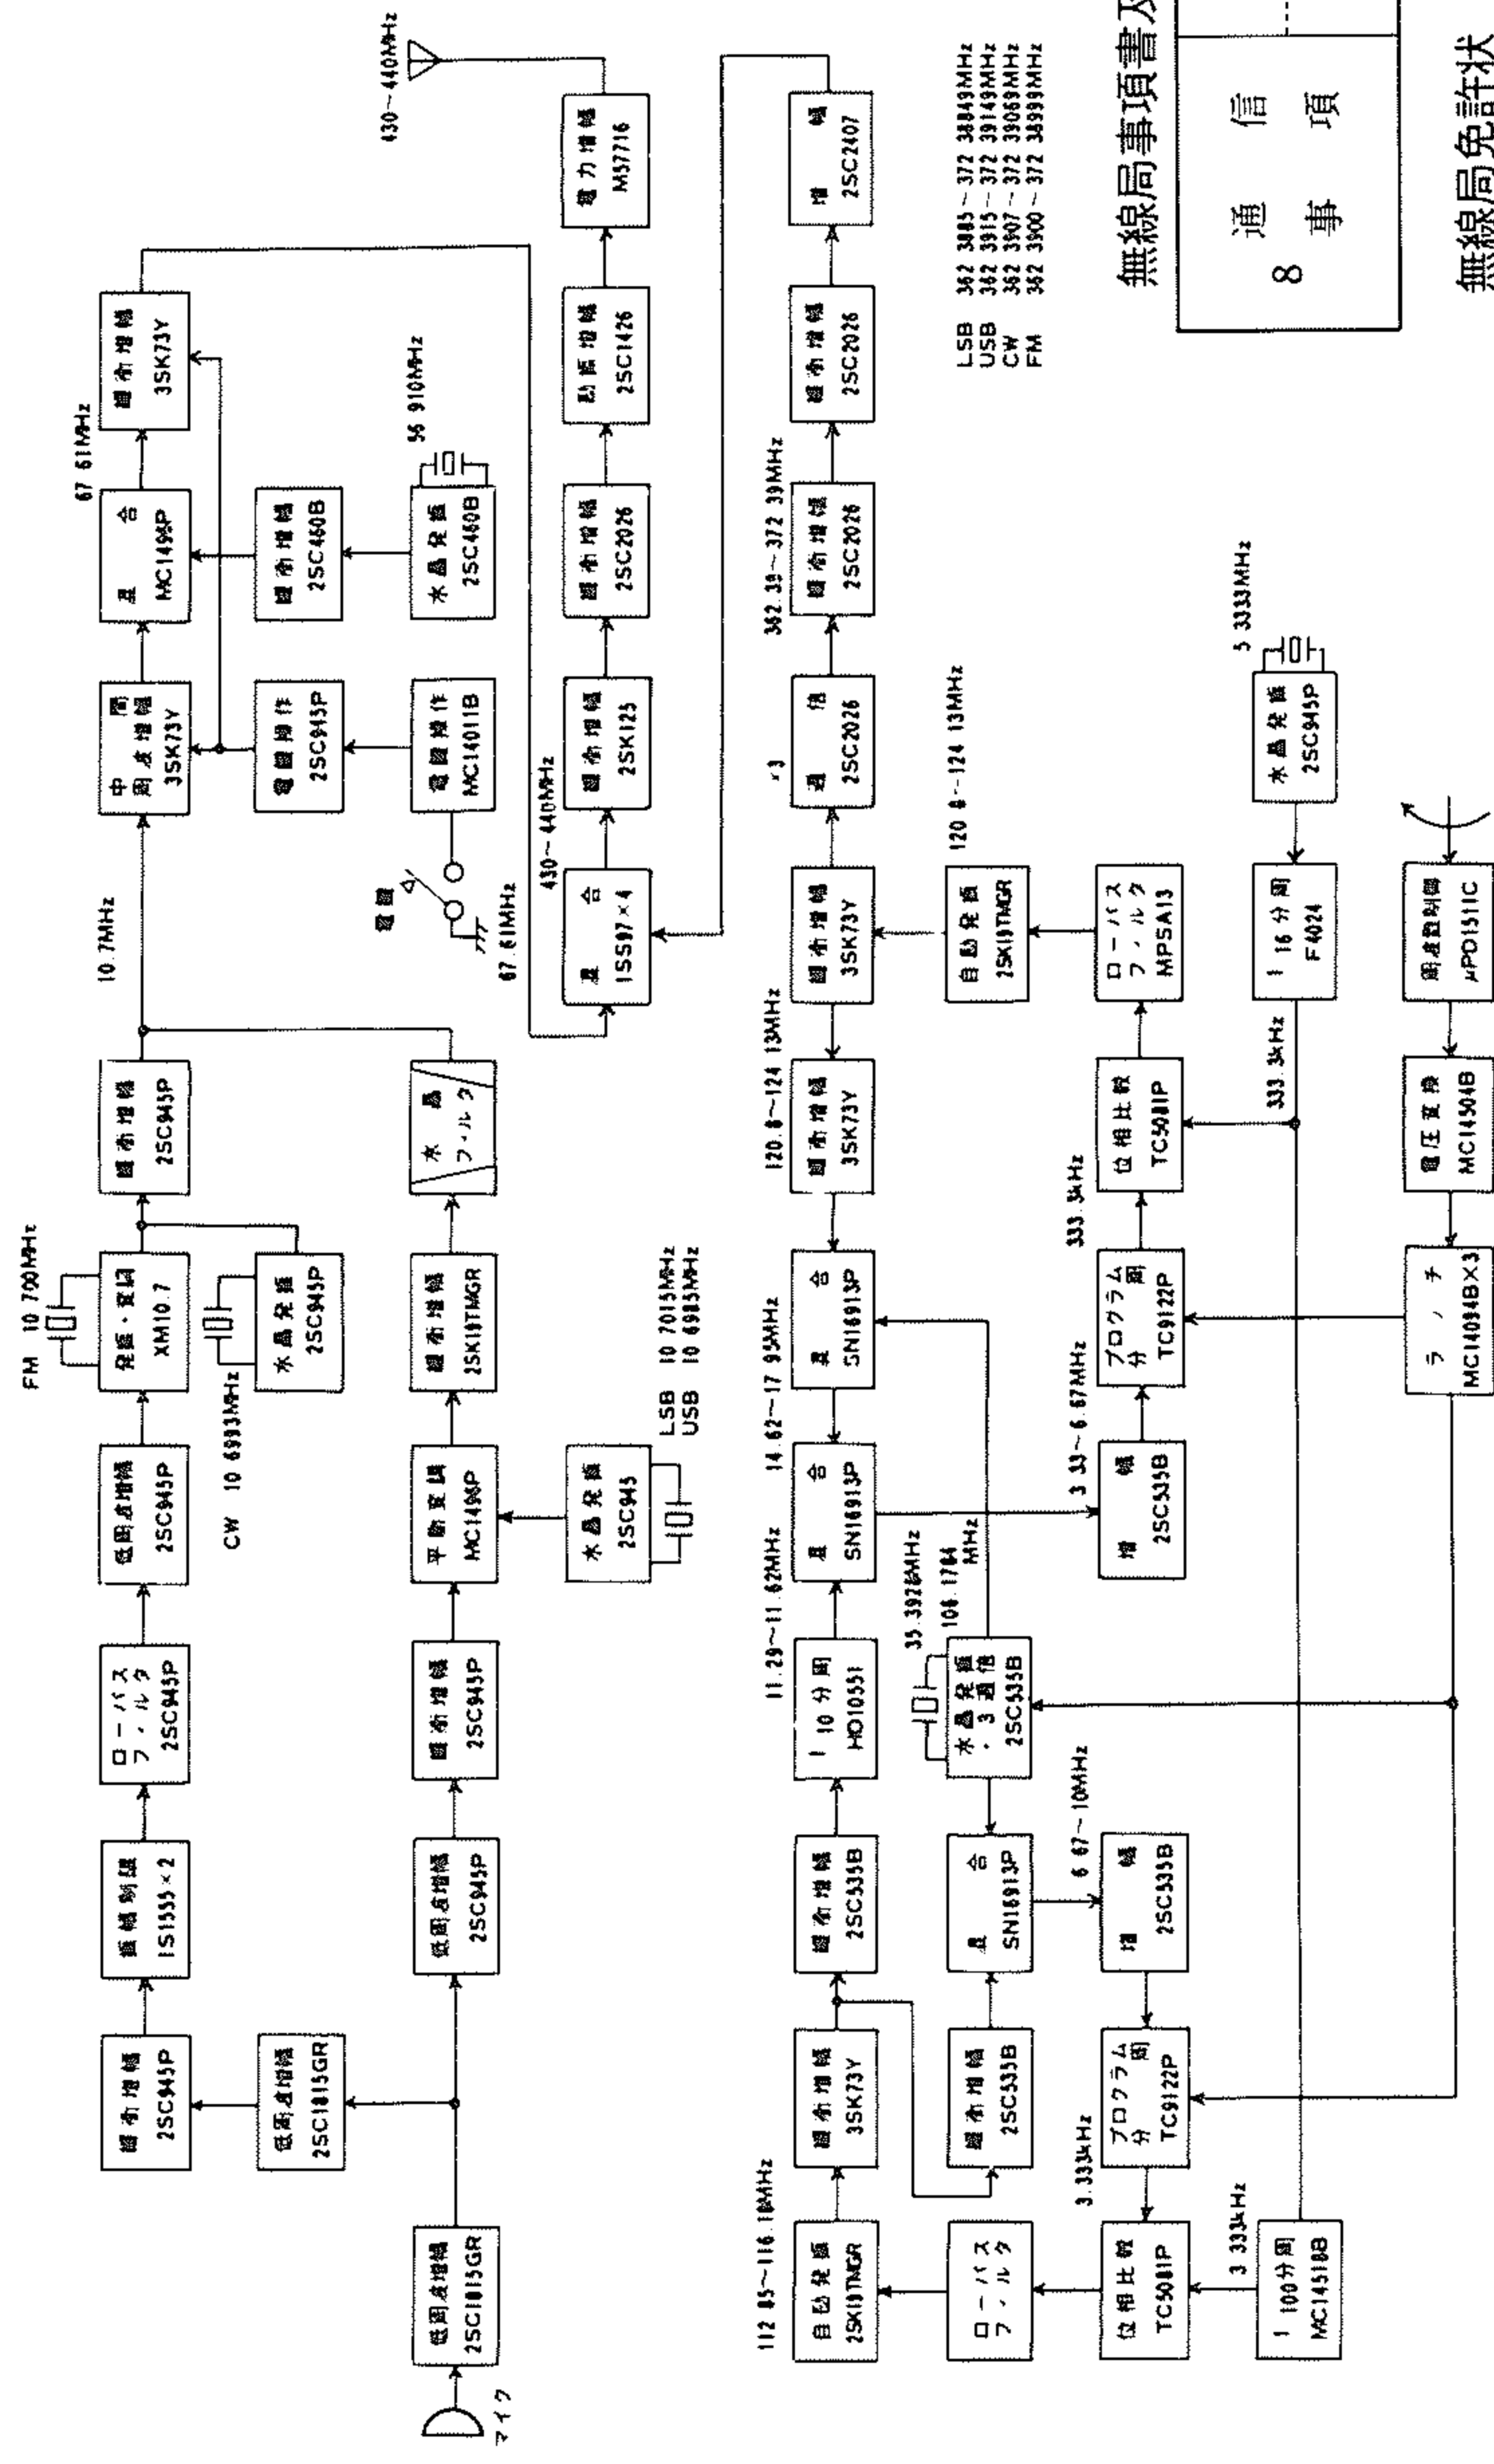 FM 10 700MHz
10.7MHz
67 61MHz
430~440MHz
緩衝増幅
2SC945P
振幅制限
1S1555×2
ローパス
フィルタ
2SC945P
低周波増幅
2SC945P
発振・変調
XM10.7
緩衝増幅
2SC945P
中間
周波増幅
3SK73Y
混合
MC1496P
緩衝増幅
3SK73Y
低周波増幅
2SC1815GR
CW 10 6993MHz
水晶発振
2SC945P
電鍵操作
2SC945P
緩衝増幅
2SC460B
マイク
低周波増幅
2SC1815GR
低周波増幅
2SC945P
緩衝増幅
2SC945P
平衡変調
MC1496P
緩衝増幅
2SK19TMGR
水晶
フィルタ
電鍵
電鍵操作
MC14011B
水晶発振
2SC460B
56 910MHz
67.61MHz
水晶発振
2SC945
LSB 10 7015MHz
USB 10 6985MHz
430~440MHz
混合
1SS97×4
緩衝増幅
2SK125
緩衝増幅
2SC2026
励振増幅
2SC1426
電力増幅
M57716
112 85~116.18MHz
自励発振
2SK19TMGR
緩衝増幅
3SK73Y
緩衝増幅
2SC535B
11.29~11.62MHz
1 10分周
HD10551
混合
SN16913P
14.62~17 95MHz
混合
SN16913P
120.8~124 13MHz
緩衝増幅
3SK73Y
緩衝増幅
3SK73Y
×3
逓倍
2SC2026
362.39~372 39MHz
緩衝増幅
2SC2026
緩衝増幅
2SC2026
増幅
2SC2407
ローパス
フィルタ
緩衝増幅
2SC535B
混合
SN16913P
35.3928MHz
水晶発振
・3逓倍
2SC535B
106.1784
MHz
自励発振
2SK19TMGR
120 8~124 13MHz
LSB 362 3885~372 38849MHz
USB 362 3915~372 39149MHz
CW 362 3907~372 39069MHz
FM 362 3900~372 38999MHz
位相比較
TC5081P
3.333kHz
プログラム
分周
TC9122P
6 67~10MHz
増幅
2SC535B
増幅
2SC535B
3 33~6.67MHz
プログラム
分周
TC9122P
333.3kHz
位相比較
TC5081P
ローパス
フィルタ
MPSA13
1 100分周
MC14518B
3 333kHz
333.3kHz
1 16分周
F4024
水晶発振
2SC945P
5 3333MHz
ラッチ
MC14094B×3
電圧変換
MC14504B
周波数制御
μPD1511C
無線局事項書及
8 通信
事項
無線局免許状